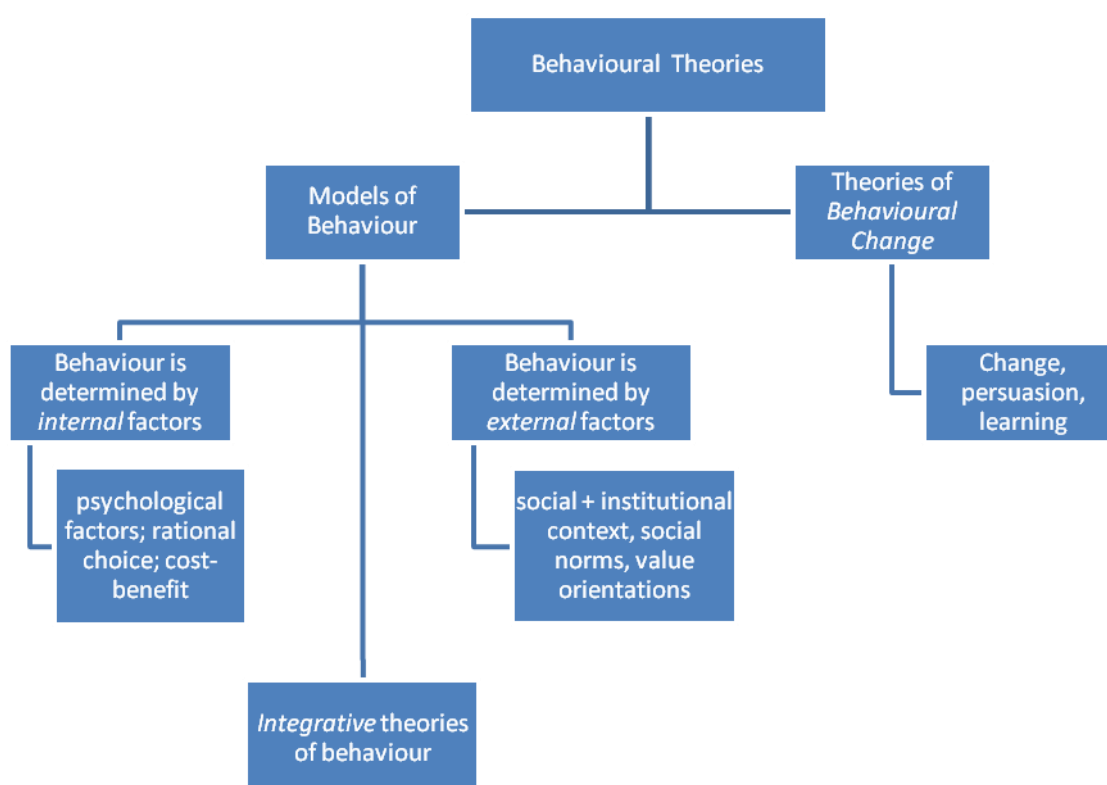 Behavioural Theories
Models of
Behaviour
Theories of
Behavioural
Change
Behaviour is
determined by
internal factors
Behaviour is
determined by
external factors
Change,
persuasion,
learning
psychological
factors; rational
choice; cost-
benefit
social + institutional
context, social
norms, value
orientations
Integrative theories
of behaviour